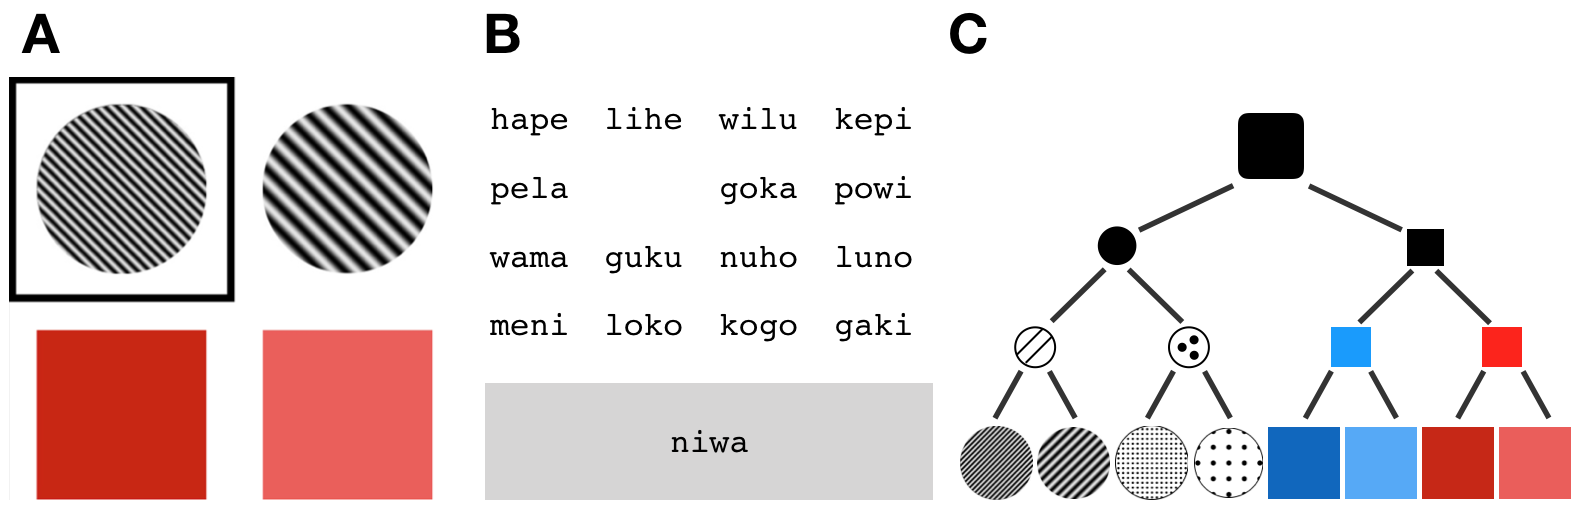 A B C
hape lihe wilu kepi
pela goka powi
wama guku nuho luno
meni loko kogo gaki
niwa